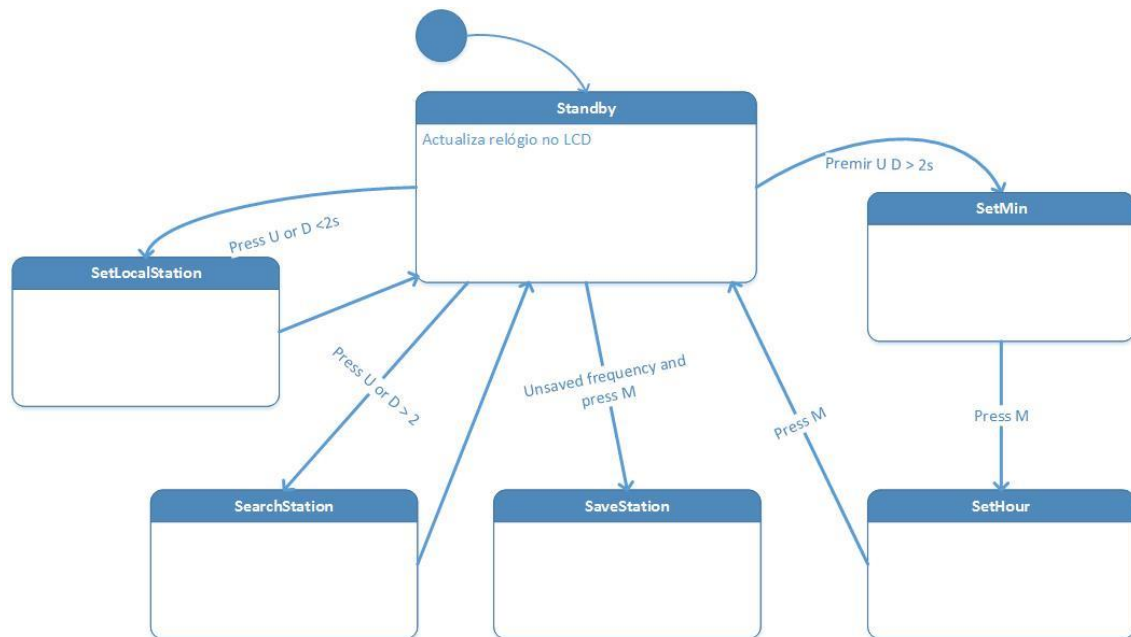 Standby
Actualiza relógio no LCD
Premir U D > 2s
SetMin
Press U or D <2s
SetLocalStation
Press U or D > 2
Unsaved frequency and
press M
Press M
Press M
SearchStation
SaveStation
SetHour